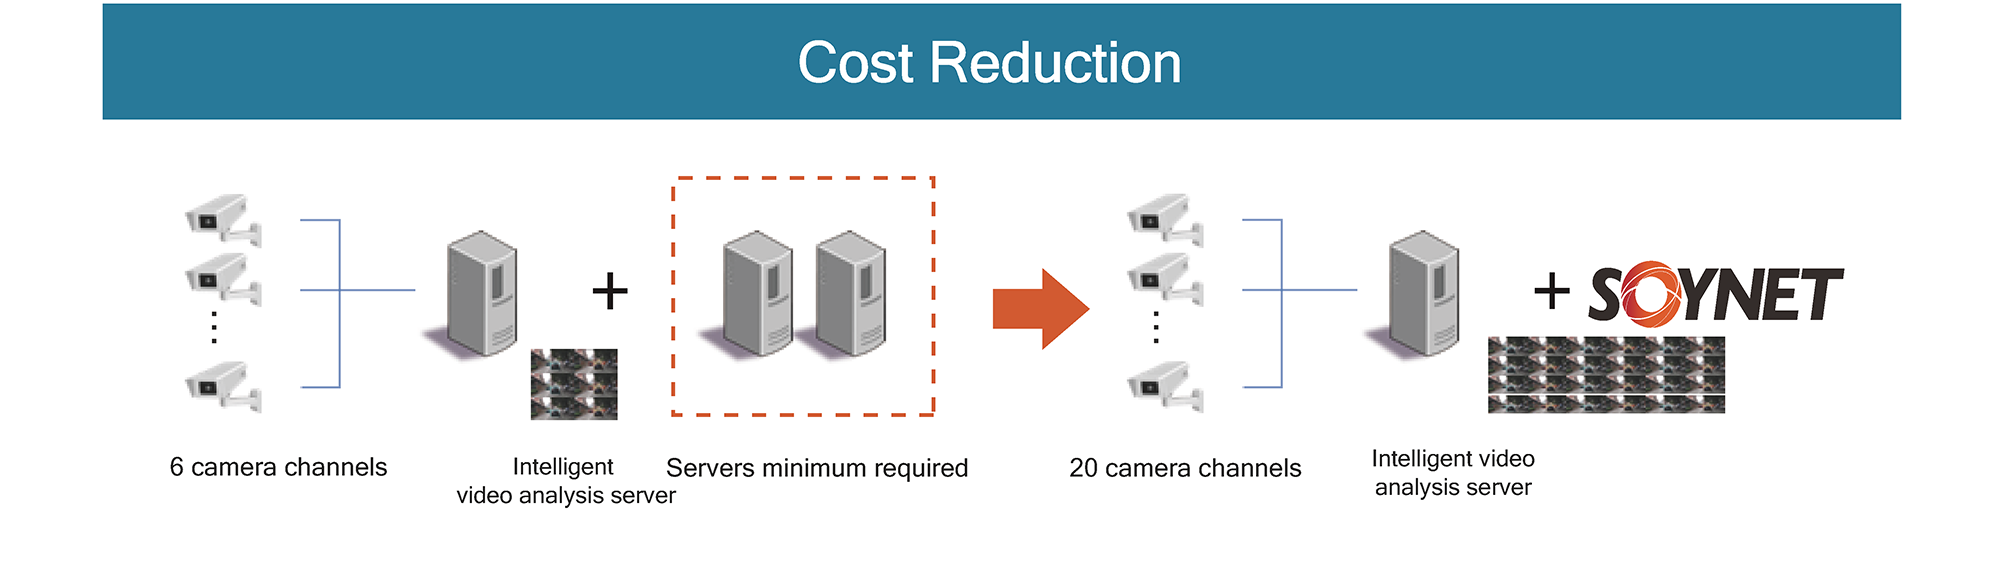 Cost Reduction
+
+ SOYNET
6 camera channels
Intelligent
video analysis server
Servers minimum required
20 camera channels
Intelligent video
analysis server